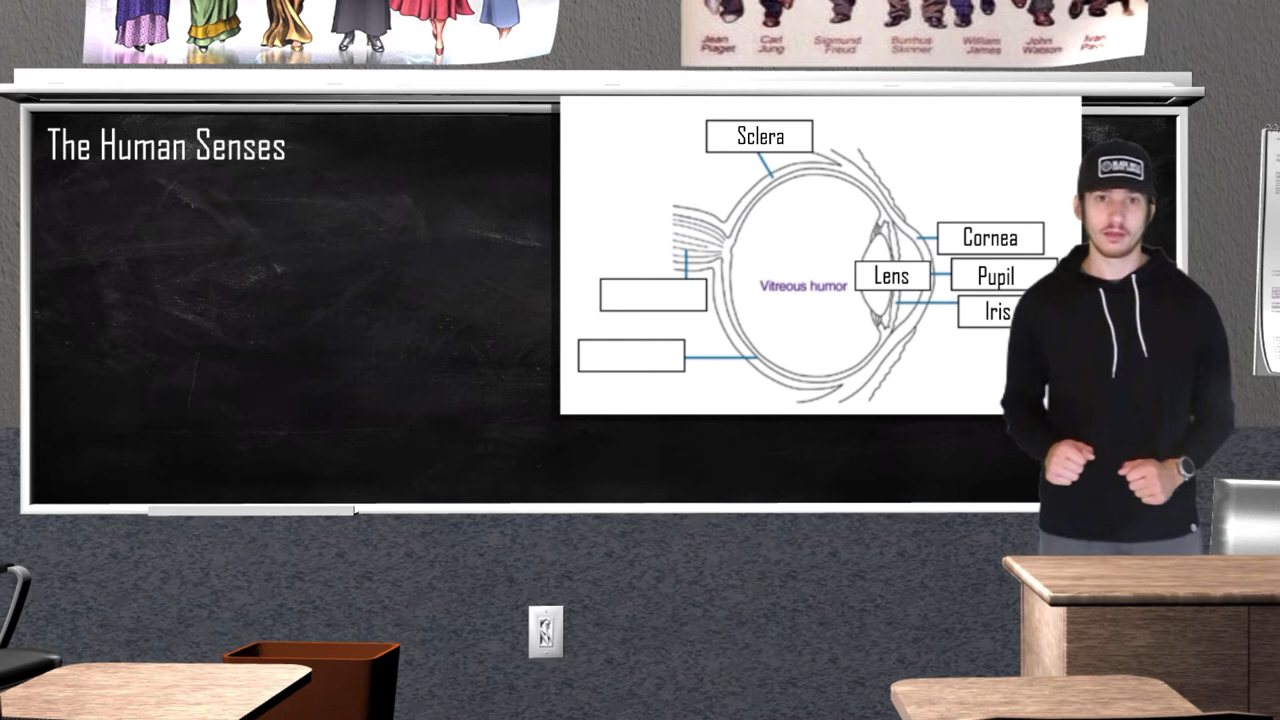 Jean Piaget
Carl Jung
Sigmund Freud
Burrhus Skinner
William James
John Watson
Ivan
The Human Senses
Sclera
Cornea
Lens
Pupil
Iris
Vitreous humor